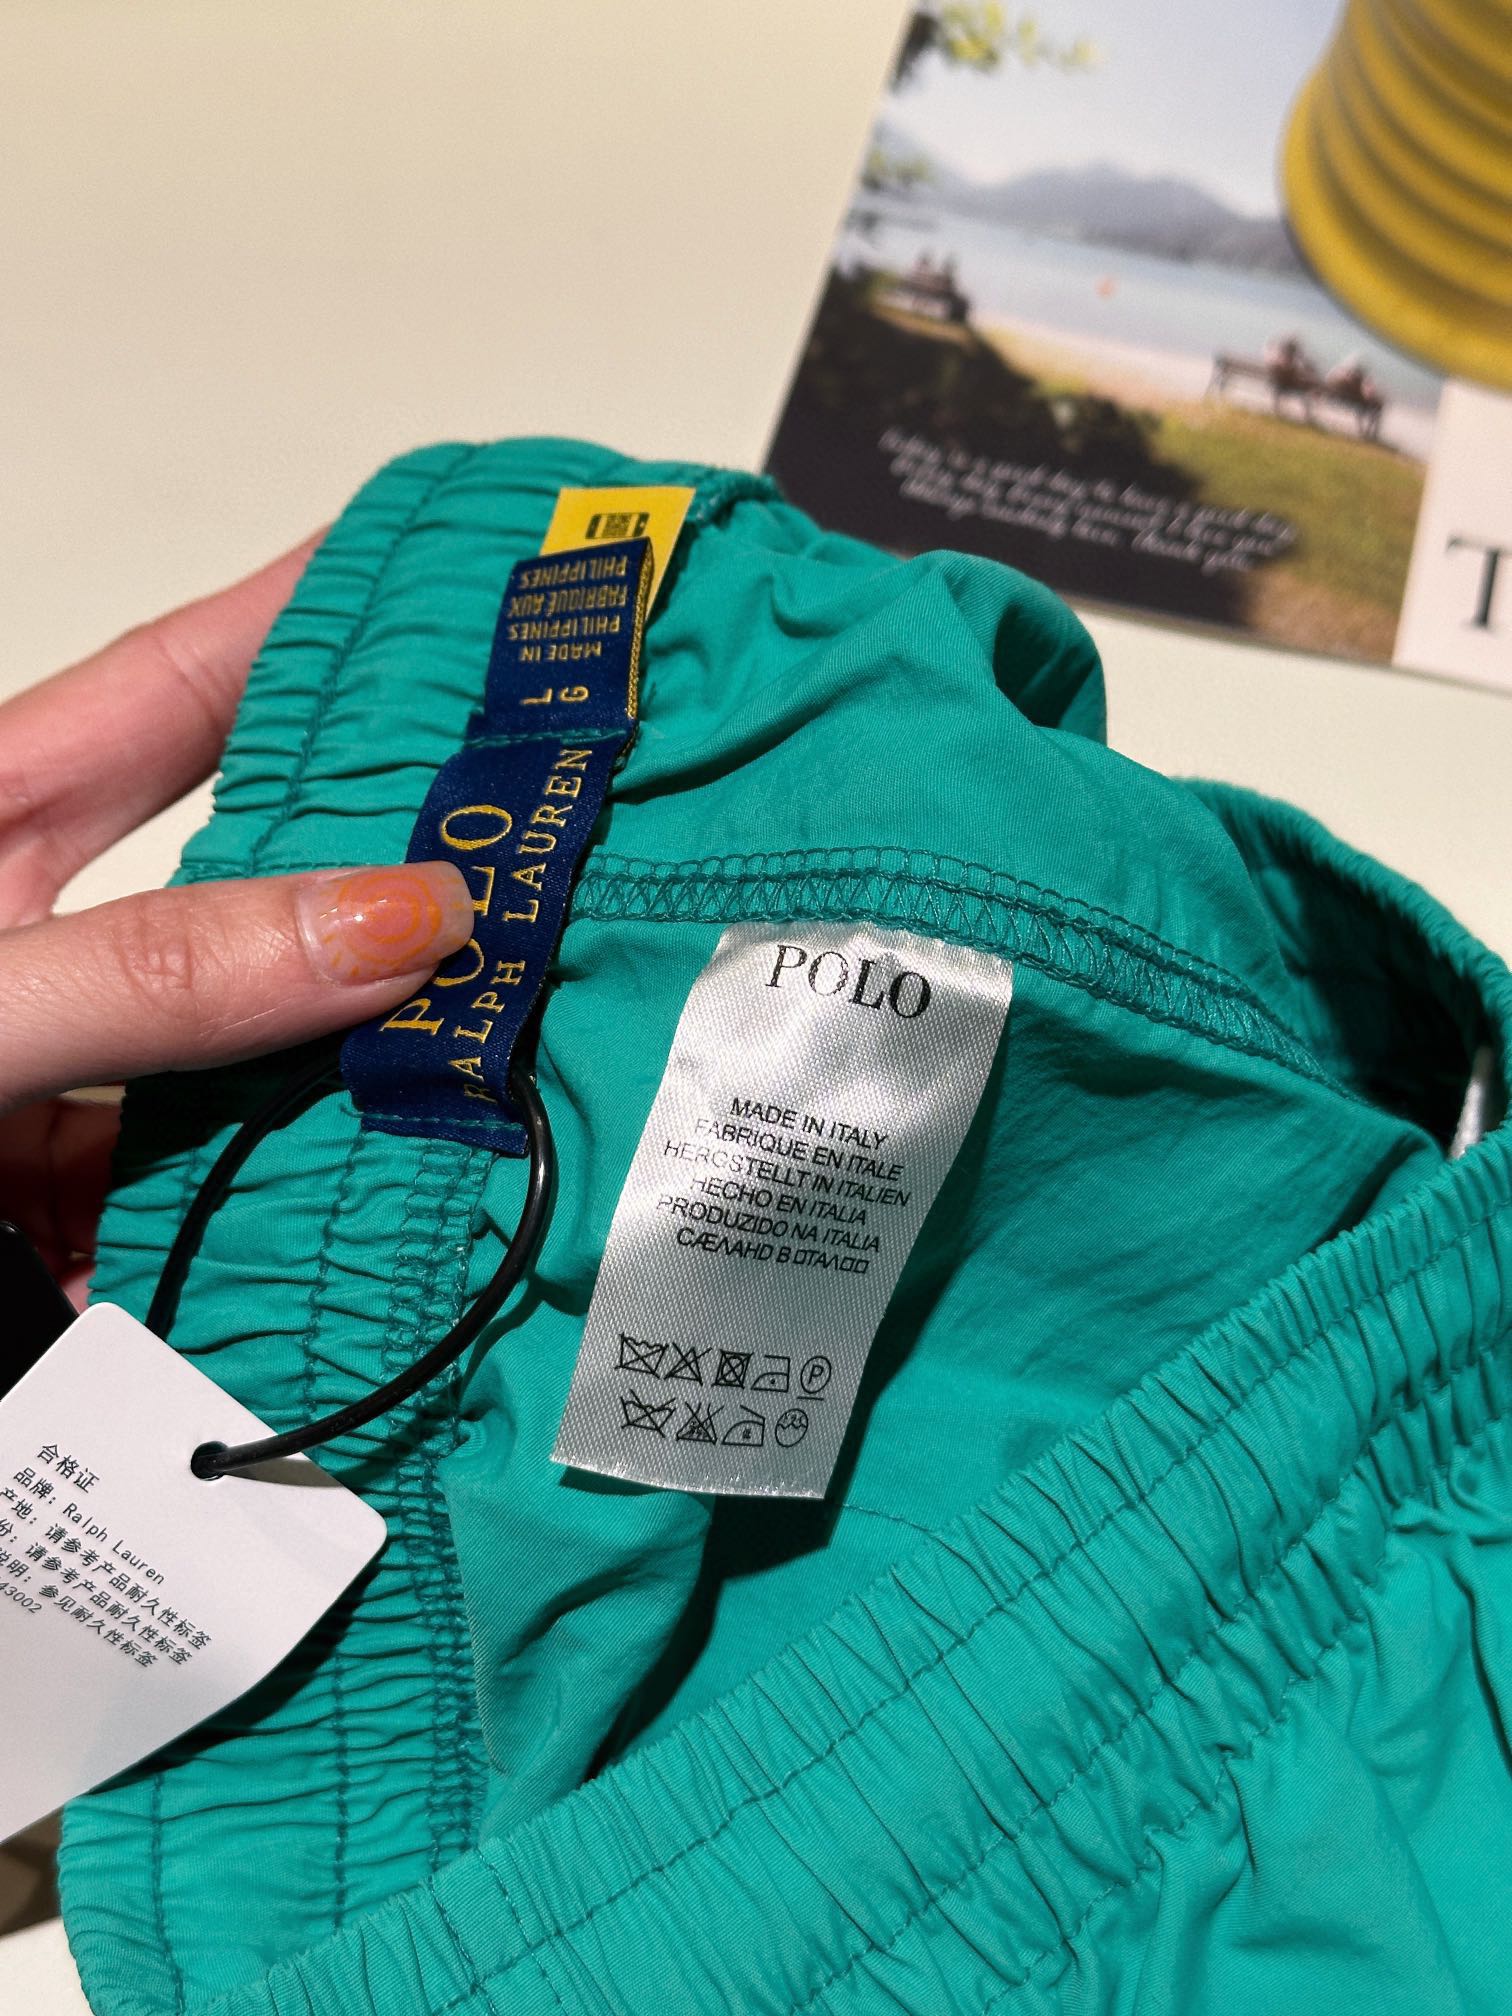 POLO
RALPH LAUREN
L G
MADE IN
PHILIPPINES
FABRIQUÉ AUX
PHILIPPINES
POLO
MADE IN ITALY
FABRIQUE EN ITALE
HERGSTELLT IN ITALIEN
HECHO EN ITALIA
PRODUZIDO NA ITALIA
CÆΛAHD B □TAΛ□□
P
合格证
品牌: Ralph Lauren
产地: 请参考产品耐久性标签
份: 请参考产品耐久性标签
说明: 参见耐久性标签
43002
T